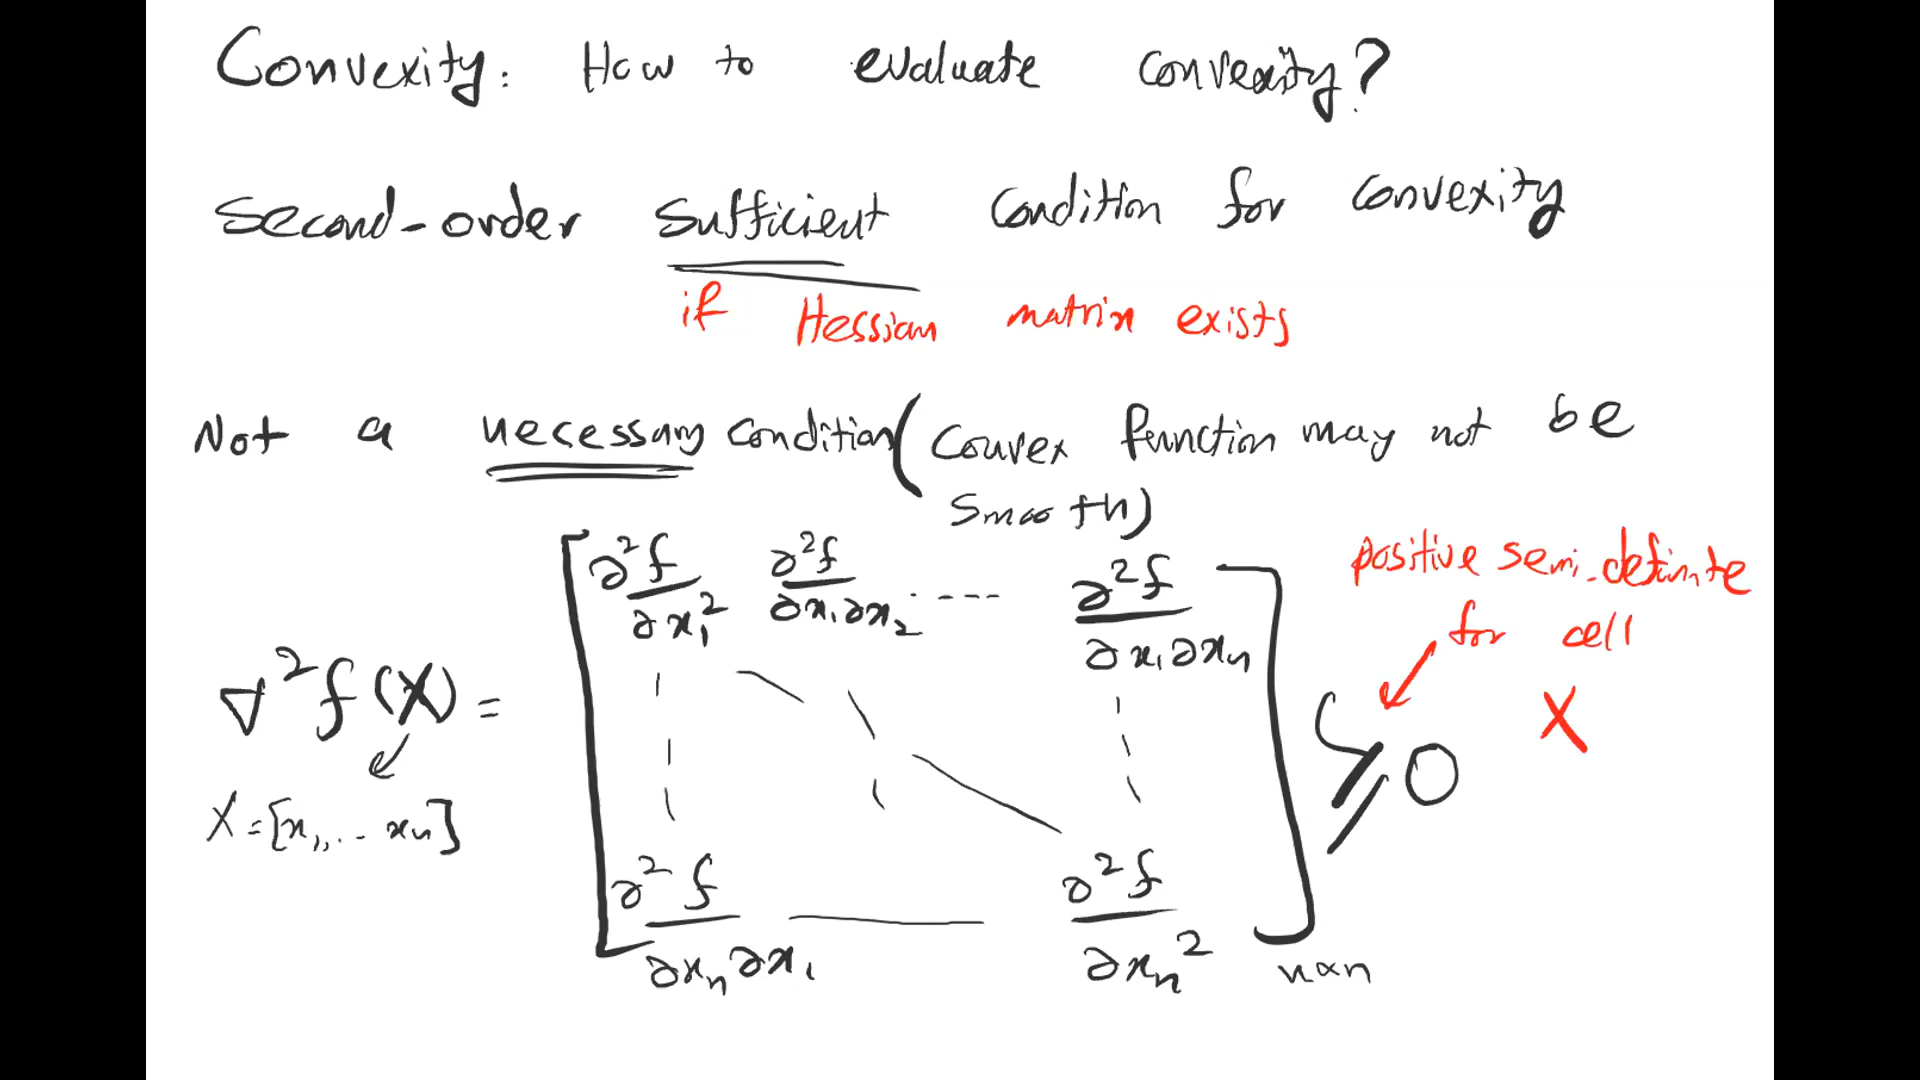 Convexity: How to evaluate convexity?
Second-order sufficient condition for convexity
if Hessian matrix exists
Not a necessary condition (Convex function may not be
smooth)
positive semi-definite
for cell
X
∇²f(X) = [∂²f/∂x₁² ∂²f/∂x₁∂x₂ ---- ∂²f/∂x₁∂xₙ
∂²f/∂xₙ∂x₁ — ∂²f/∂xₙ²] n×n ≽ 0
X = [x₁, ... xₙ]